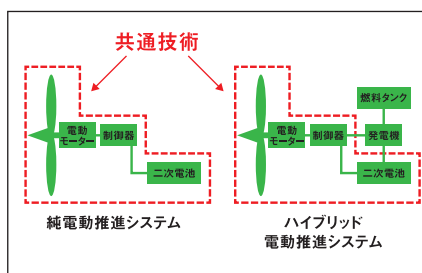 共通技術
電動
モーター
制御器
二次電池
純電動推進システム
燃料タンク
電動
モーター
制御器
発電機
二次電池
ハイブリッド
電動推進システム